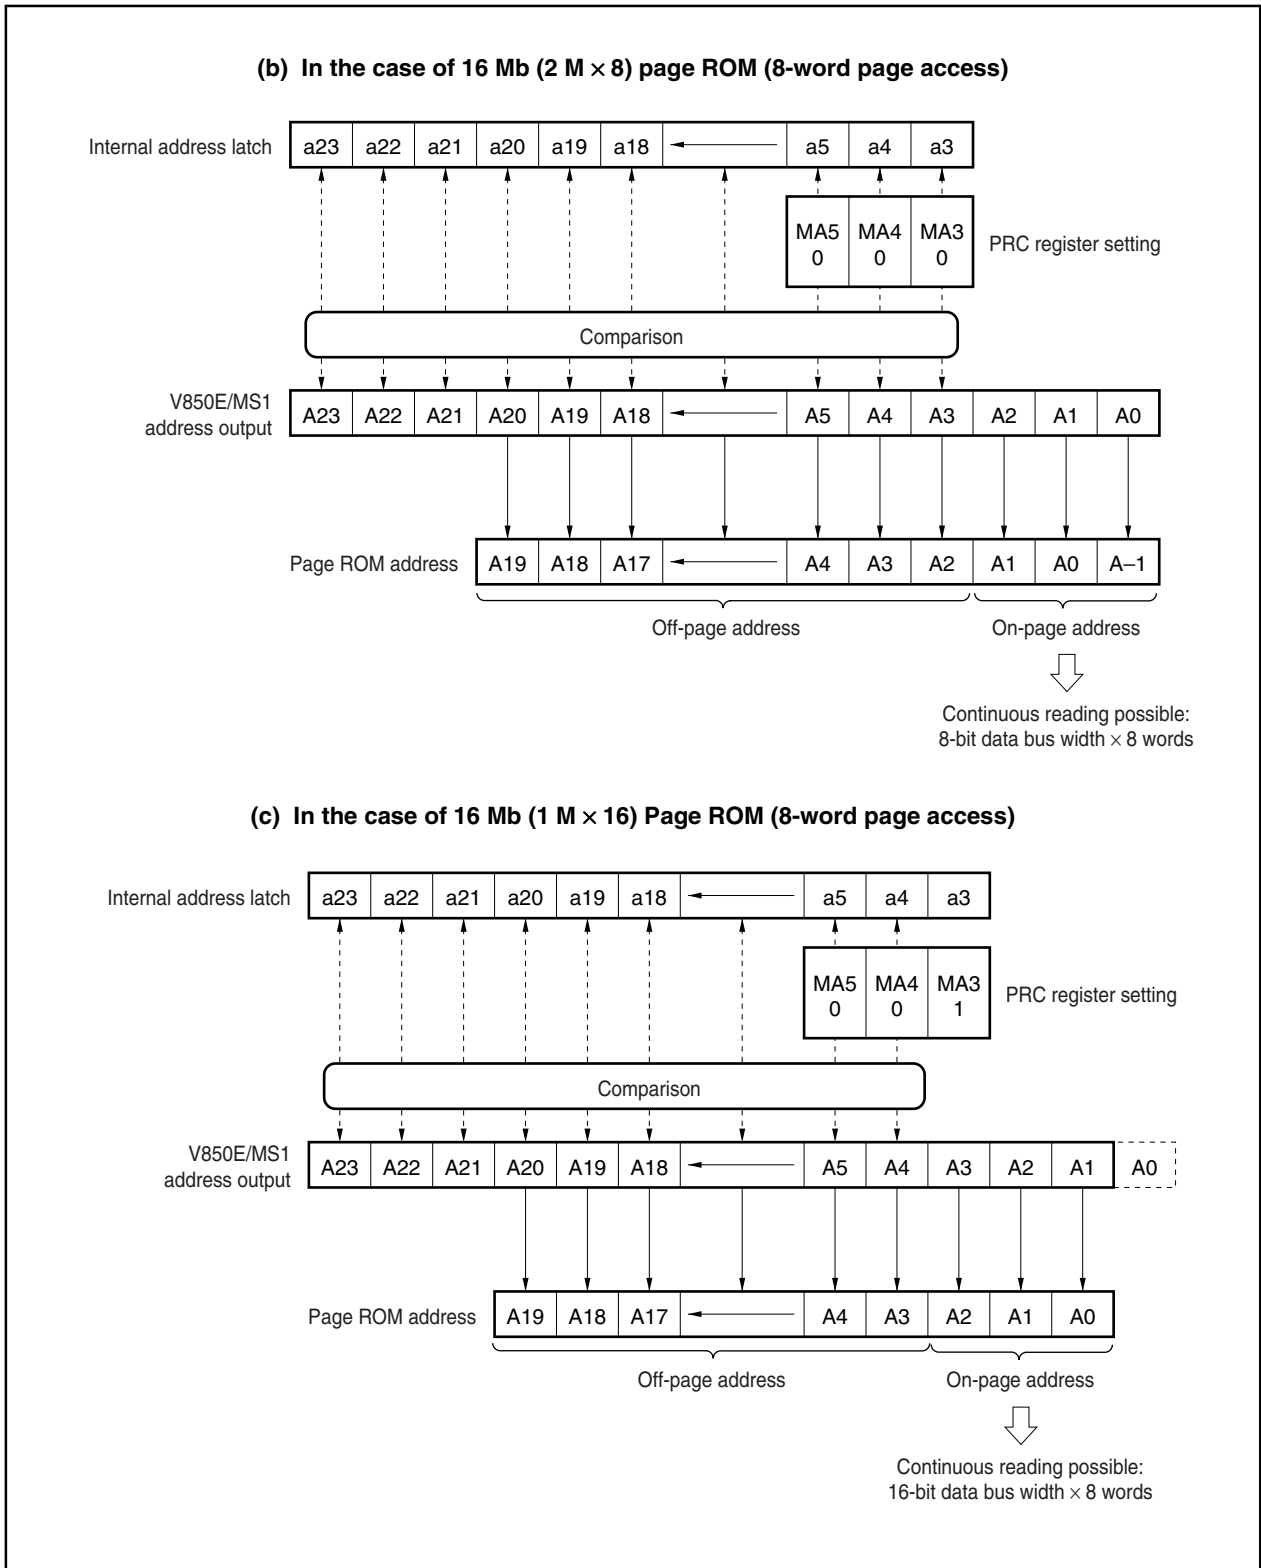 (b) In the case of 16 Mb (2 M × 8) page ROM (8-word page access)
Internal address latch a23 a22 a21 a20 a19 a18 a5 a4 a3
MA5 MA4 MA3
PRC register setting
0 0 0
Comparison
V850E/MS1
address output
A23 A22 A21 A20 A19 A18 A5 A4 A3 A2 A1 A0
Page ROM address A19 A18 A17 A4 A3 A2 A1 A0 A–1
Off-page address On-page address
Continuous reading possible:
8-bit data bus width × 8 words
(c) In the case of 16 Mb (1 M × 16) Page ROM (8-word page access)
Internal address latch a23 a22 a21 a20 a19 a18 a5 a4 a3
MA5 MA4 MA3
PRC register setting
0 0 1
Comparison
V850E/MS1
address output
A23 A22 A21 A20 A19 A18 A5 A4 A3 A2 A1 A0
Page ROM address A19 A18 A17 A4 A3 A2 A1 A0
Off-page address On-page address
Continuous reading possible:
16-bit data bus width × 8 words